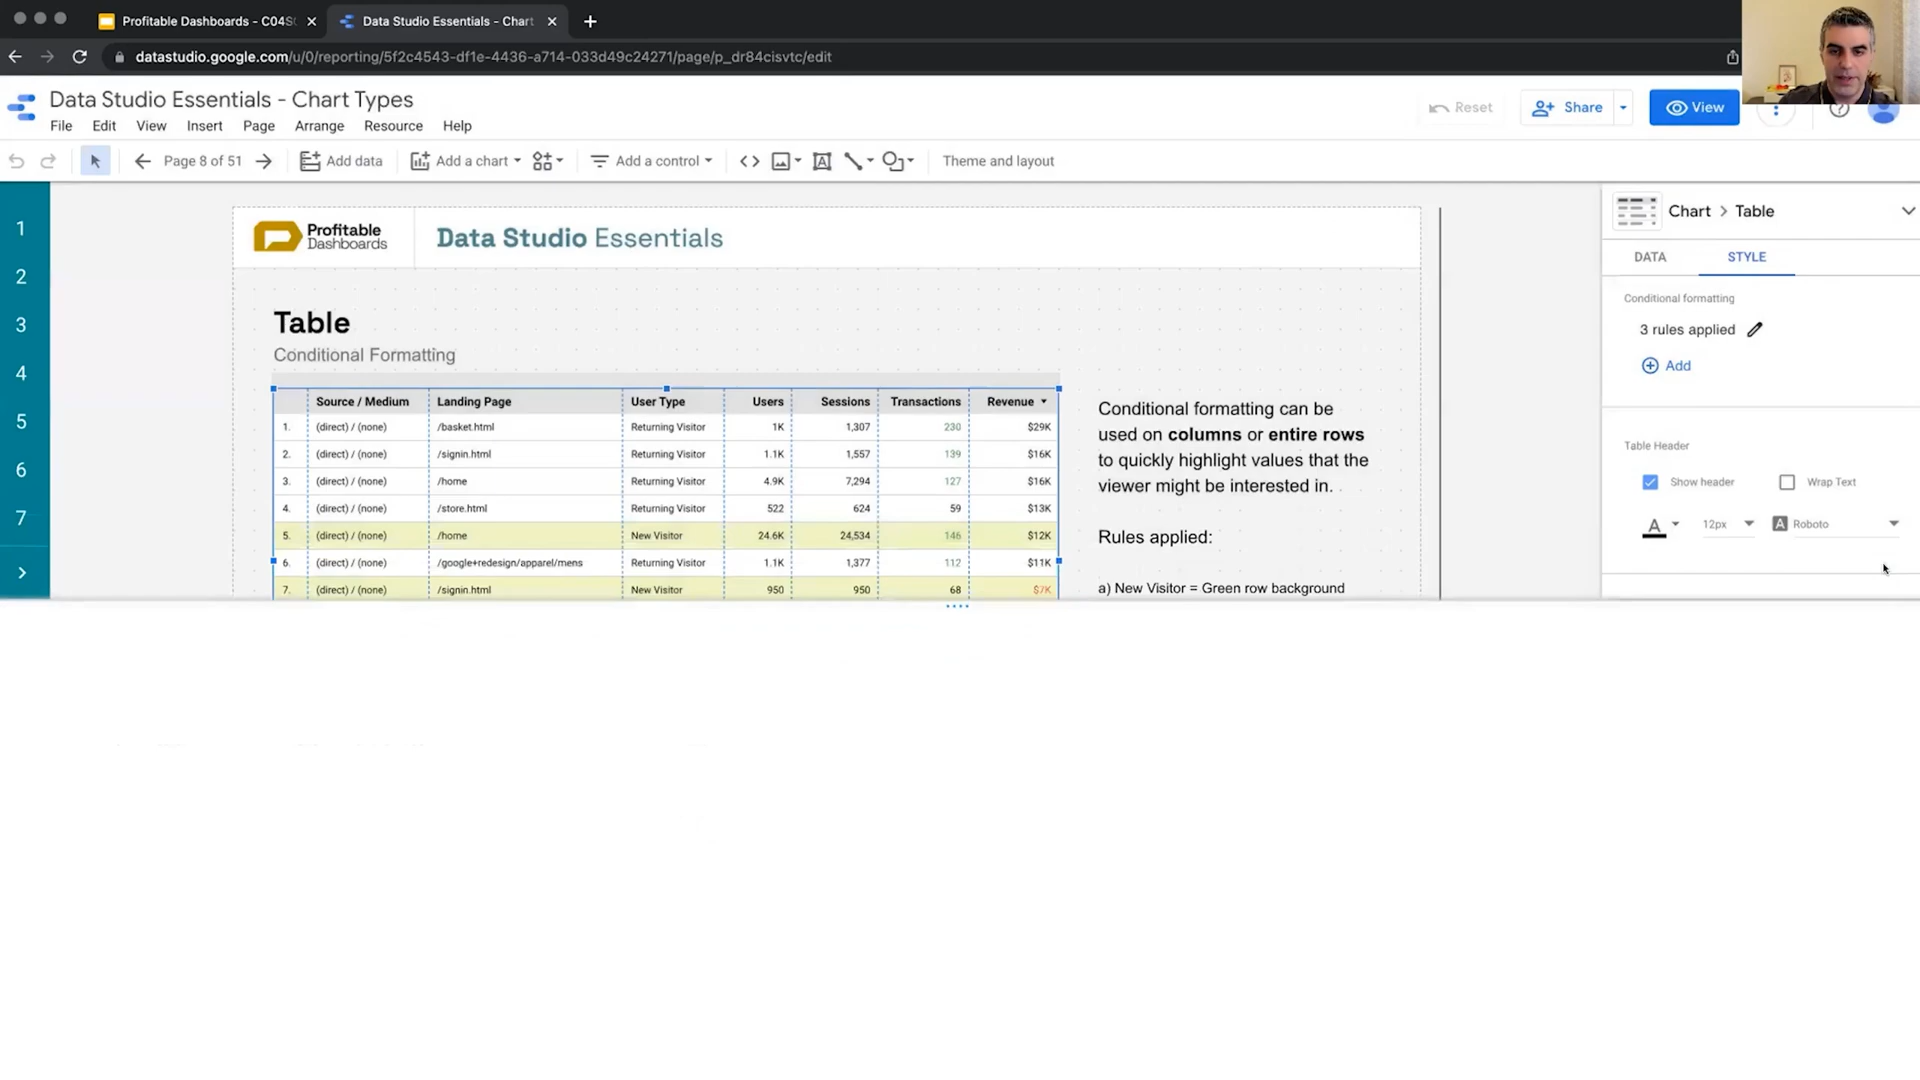 Profitable Dashboards - C04S
Data Studio Essentials - Chart
datastudio.google.com/u/0/reporting/5f2c4543-df1e-4436-a714-033d49c24271/page/p_dr84cisvtc/edit
Data Studio Essentials - Chart Types
Reset
Share
View
File Edit View Insert Page Arrange Resource Help
Page 8 of 51
Add data
Add a chart
Add a control
Theme and layout
1
2
3
4
5
6
7
Profitable
Dashboards
Data Studio Essentials
Table
Conditional Formatting
Source / Medium Landing Page User Type Users Sessions Transactions Revenue
1. (direct) / (none) /basket.html Returning Visitor 1K 1,307 230 $29K
2. (direct) / (none) /signin.html Returning Visitor 1.1K 1,557 139 $16K
3. (direct) / (none) /home Returning Visitor 4.9K 7,294 127 $16K
4. (direct) / (none) /store.html Returning Visitor 522 624 59 $13K
5. (direct) / (none) /home New Visitor 24.6K 24,534 146 $12K
6. (direct) / (none) /google+redesign/apparel/mens Returning Visitor 1.1K 1,377 112 $11K
7. (direct) / (none) /signin.html New Visitor 950 950 68 $7K
Conditional formatting can be
used on columns or entire rows
to quickly highlight values that the
viewer might be interested in.
Rules applied:
a) New Visitor = Green row background
Chart > Table
DATA STYLE
Conditional formatting
3 rules applied
Add
Table Header
Show header Wrap Text
A 12px A Roboto